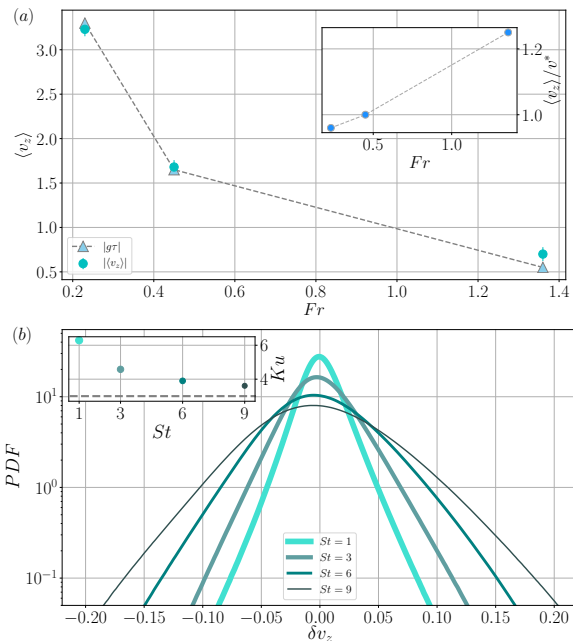 (a)
3.0
2.5
2.0
1.5
1.0
0.5
⟨v_z⟩
0.2 0.4 0.6 0.8 1.0 1.2 1.4
Fr
|gτ|
|⟨v_z⟩|
1.2
1.0
⟨v_z⟩/v*
0.5 1.0
Fr
(b)
PDF
10^1
10^0
10^−1
6
4
Ku
1 3 6 9
St
St = 1
St = 3
St = 6
St = 9
−0.20 −0.15 −0.10 −0.05 0.00 0.05 0.10 0.15 0.20
δv_z